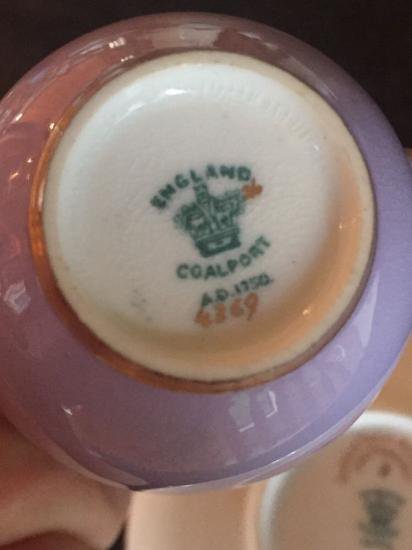 ENGLAND
COALPORT
A.D.1750.
4369